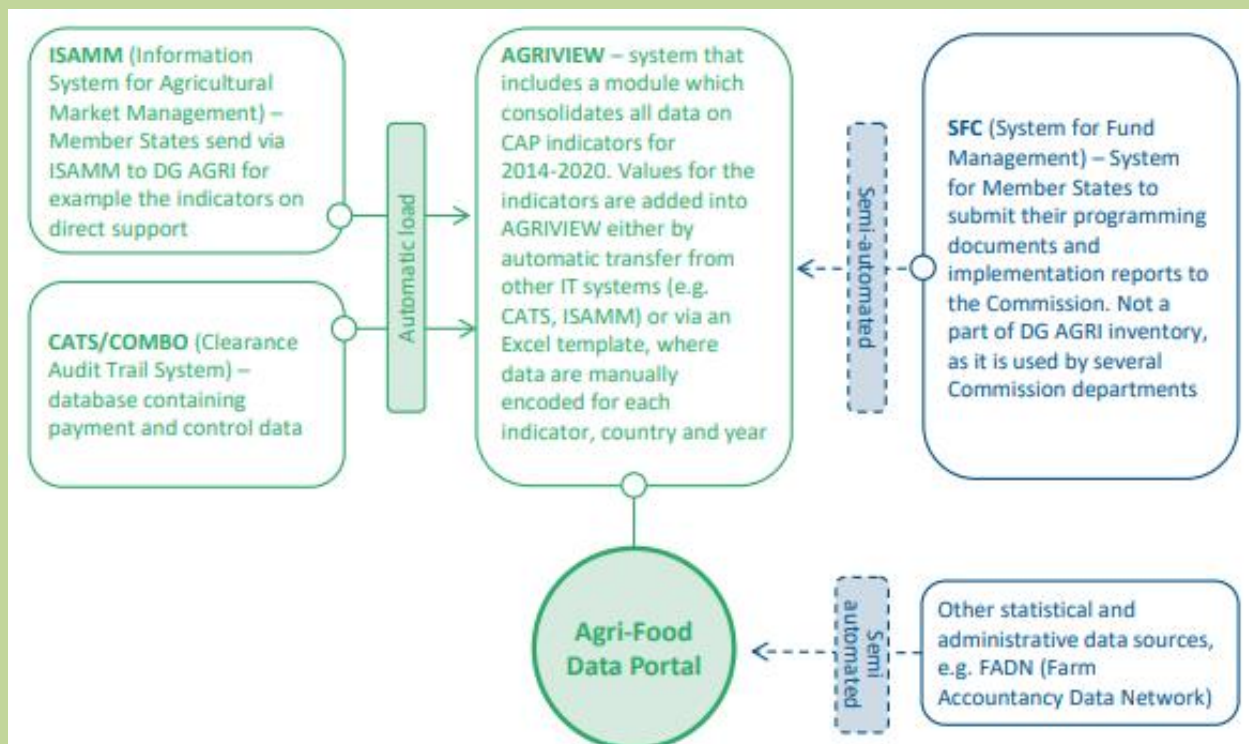 ISAMM (Information
System for Agricultural
Market Management) –
Member States send via
ISAMM to DG AGRI for
example the indicators on
direct support
CATS/COMBO (Clearance
Audit Trail System) –
database containing
payment and control data
Automatic load
AGRIVIEW – system that
includes a module which
consolidates all data on
CAP indicators for
2014-2020. Values for the
indicators are added into
AGRIVIEW either by
automatic transfer from
other IT systems (e.g.
CATS, ISAMM) or via an
Excel template, where
data are manually
encoded for each
indicator, country and year
Semi-automated
SFC (System for Fund
Management) – System
for Member States to
submit their programming
documents and
implementation reports to
the Commission. Not a
part of DG AGRI inventory,
as it is used by several
Commission departments
Agri-Food
Data Portal
Semi
automated
Other statistical and
administrative data sources,
e.g. FADN (Farm
Accountancy Data Network)